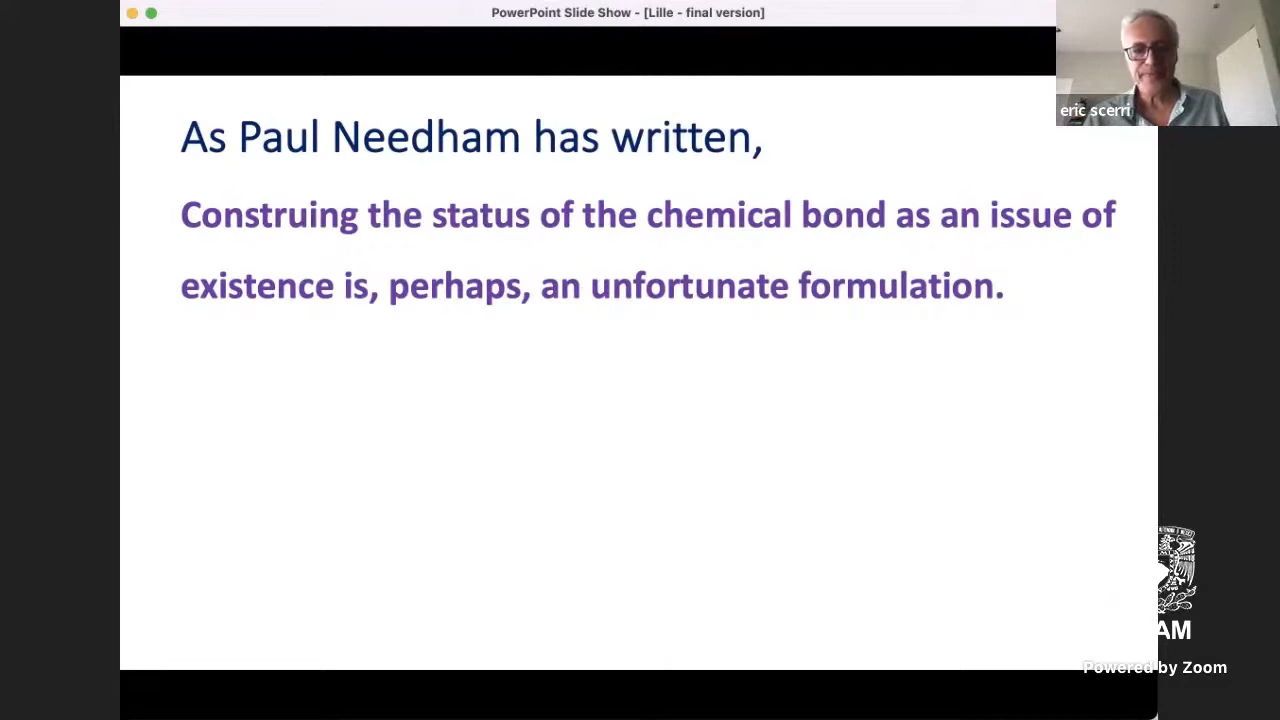 PowerPoint Slide Show - [Lille - final version]
eric scerri
As Paul Needham has written,
Construing the status of the chemical bond as an issue of
existence is, perhaps, an unfortunate formulation.
AM
Powered by Zoom